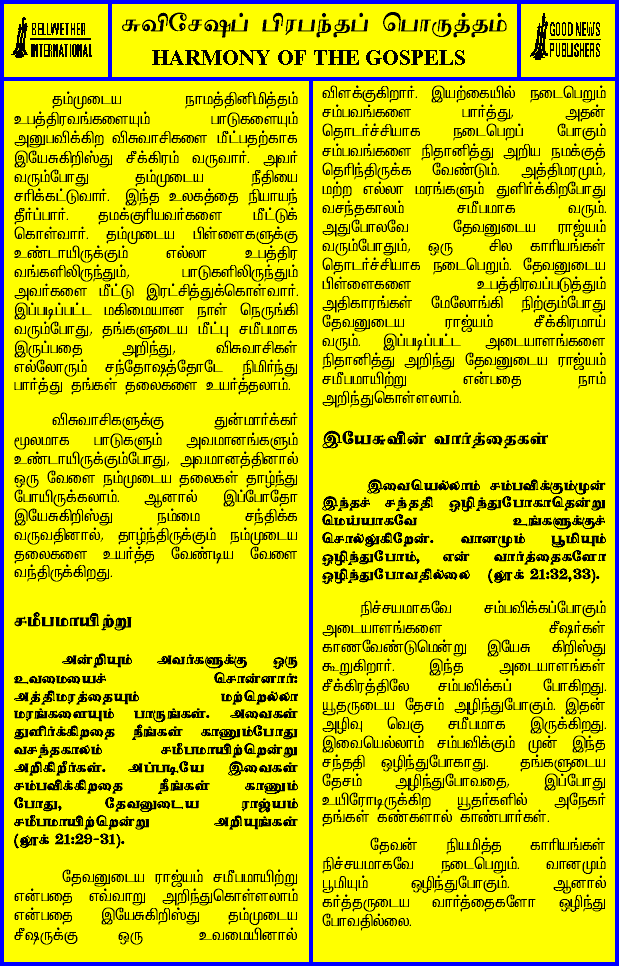 BELLWETHER
INTERNATIONAL
சுவிசேஷப் பிரபந்தப் பொருத்தம்
HARMONY OF THE GOSPELS
GOOD NEWS
PUBLISHERS
தம்முடைய நாமத்தினிமித்தம்
உபத்திரவங்களையும் பாடுகளையும்
அனுபவிக்கிற விசுவாசிகளை மீட்பதற்காக
இயேசுகிறிஸ்து சீக்கிரம் வருவார். அவர்
வரும்போது தம்முடைய நீதியை
சரிக்கட்டுவார். இந்த உலகத்தை நியாயந்
தீர்ப்பார். தமக்குரியவர்களை மீட்டுக்
கொள்வார். தம்முடைய பிள்ளைகளுக்கு
உண்டாயிருக்கும் எல்லா உபத்திர
வங்களிலிருந்தும், பாடுகளிலிருந்தும்
அவர்களை மீட்டு இரட்சித்துக்கொள்வார்.
இப்படிப்பட்ட மகிமையான நாள் நெருங்கி
வரும்போது, தங்களுடைய மீட்பு சமீபமாக
இருப்பதை அறிந்து, விசுவாசிகள்
எல்லோரும் சந்தோஷத்தோடே நிமிர்ந்து
பார்த்து தங்கள் தலைகளை உயர்த்தலாம்.
விசுவாசிகளுக்கு துன்மார்க்கர்
மூலமாக பாடுகளும் அவமானங்களும்
உண்டாயிருக்கும்போது, அவமானத்தினால்
ஒரு வேளை நம்முடைய தலைகள் தாழ்ந்து
போயிருக்கலாம். ஆனால் இப்போதோ
இயேசுகிறிஸ்து நம்மை சந்திக்க
வருவதினால், தாழ்ந்திருக்கும் நம்முடைய
தலைகளை உயர்த்த வேண்டிய வேளை
வந்திருக்கிறது.
சமீபமாயிற்று
அன்றியும் அவர்களுக்கு ஒரு
உவமையைச் சொன்னார்:
அத்திமரத்தையும் மற்றெல்லா
மரங்களையும் பாருங்கள். அவைகள்
துளிர்க்கிறதை நீங்கள் காணும்போது
வசந்தகாலம் சமீபமாயிற்றென்று
அறிகிறீர்கள். அப்படியே இவைகள்
சம்பவிக்கிறதை நீங்கள் காணும்
போது, தேவனுடைய ராஜ்யம்
சமீபமாயிற்றென்று அறியுங்கள்
(லூக் 21:29-31).
தேவனுடைய ராஜ்யம் சமீபமாயிற்று
என்பதை எவ்வாறு அறிந்துகொள்ளலாம்
என்பதை இயேசுகிறிஸ்து தம்முடைய
சீஷருக்கு ஒரு உவமையினால்
விளக்குகிறார். இயற்கையில் நடைபெறும்
சம்பவங்களை பார்த்து, அதன்
தொடர்ச்சியாக நடைபெறப் போகும்
சம்பவங்களை நிதானித்து அறிய நமக்குத்
தெரிந்திருக்க வேண்டும். அத்திமரமும்,
மற்ற எல்லா மரங்களும் துளிர்க்கிறபோது
வசந்தகாலம் சமீபமாக வரும்.
அதுபோலவே தேவனுடைய ராஜ்யம்
வரும்போதும், ஒரு சில காரியங்கள்
தொடர்ச்சியாக நடைபெறும். தேவனுடைய
பிள்ளைகளை உபத்திரவப்படுத்தும்
அதிகாரங்கள் மேலோங்கி நிற்கும்போது
தேவனுடைய ராஜ்யம் சீக்கிரமாய்
வரும். இப்படிப்பட்ட அடையாளங்களை
நிதானித்து அறிந்து தேவனுடைய ராஜ்யம்
சமீபமாயிற்று என்பதை நாம்
அறிந்துகொள்ளலாம்.
இயேசுவின் வார்த்தைகள்
இவையெல்லாம் சம்பவிக்குமுன்
இந்தச் சந்ததி ஒழிந்துபோகாதென்று
மெய்யாகவே உங்களுக்குச்
சொல்லுகிறேன். வானமும் பூமியும்
ஒழிந்துபோம், என் வார்த்தைகளோ
ஒழிந்துபோவதில்லை (லூக் 21:32,33).
நிச்சயமாகவே சம்பவிக்கப்போகும்
அடையாளங்களை சீஷர்கள்
காணவேண்டுமென்று இயேசு கிறிஸ்து
கூறுகிறார். இந்த அடையாளங்கள்
சீக்கிரத்திலே சம்பவிக்கப் போகிறது.
யூதருடைய தேசம் அழிந்துபோகும். இதன்
அழிவு வெகு சமீபமாக இருக்கிறது.
இவையெல்லாம் சம்பவிக்கும் முன் இந்த
சந்ததி ஒழிந்துபோகாது. தங்களுடைய
தேசம் அழிந்துபோவதை, இப்போது
உயிரோடிருக்கிற யூதர்களில் அநேகர்
தங்கள் கண்களால் காண்பார்கள்.
தேவன் நியமித்த காரியங்கள்
நிச்சயமாகவே நடைபெறும். வானமும்
பூமியும் ஒழிந்துபோகும். ஆனால்
கர்த்தருடைய வார்த்தைகளோ ஒழிந்து
போவதில்லை.